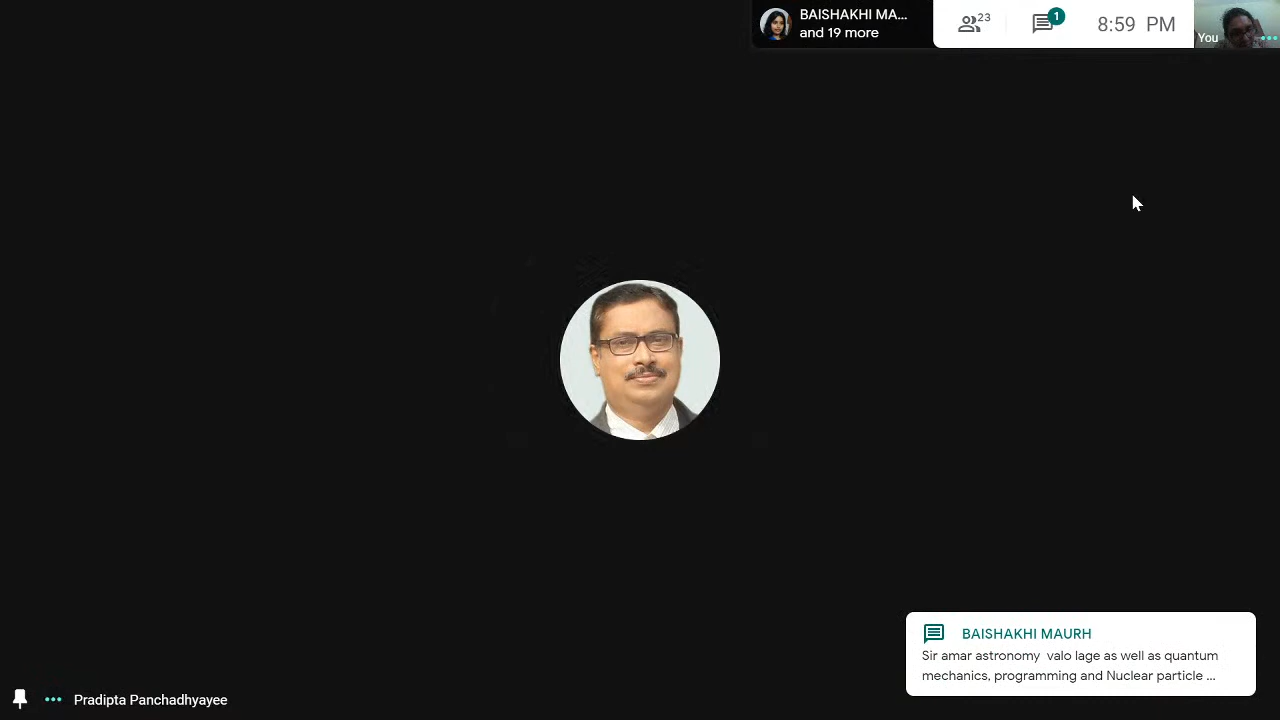 BAISHAKHI MA...
and 19 more
23
1
8:59 PM
You
BAISHAKHI MAURH
Sir amar astronomy valo lage as well as quantum
mechanics, programming and Nuclear particle ...
Pradipta Panchadhyayee